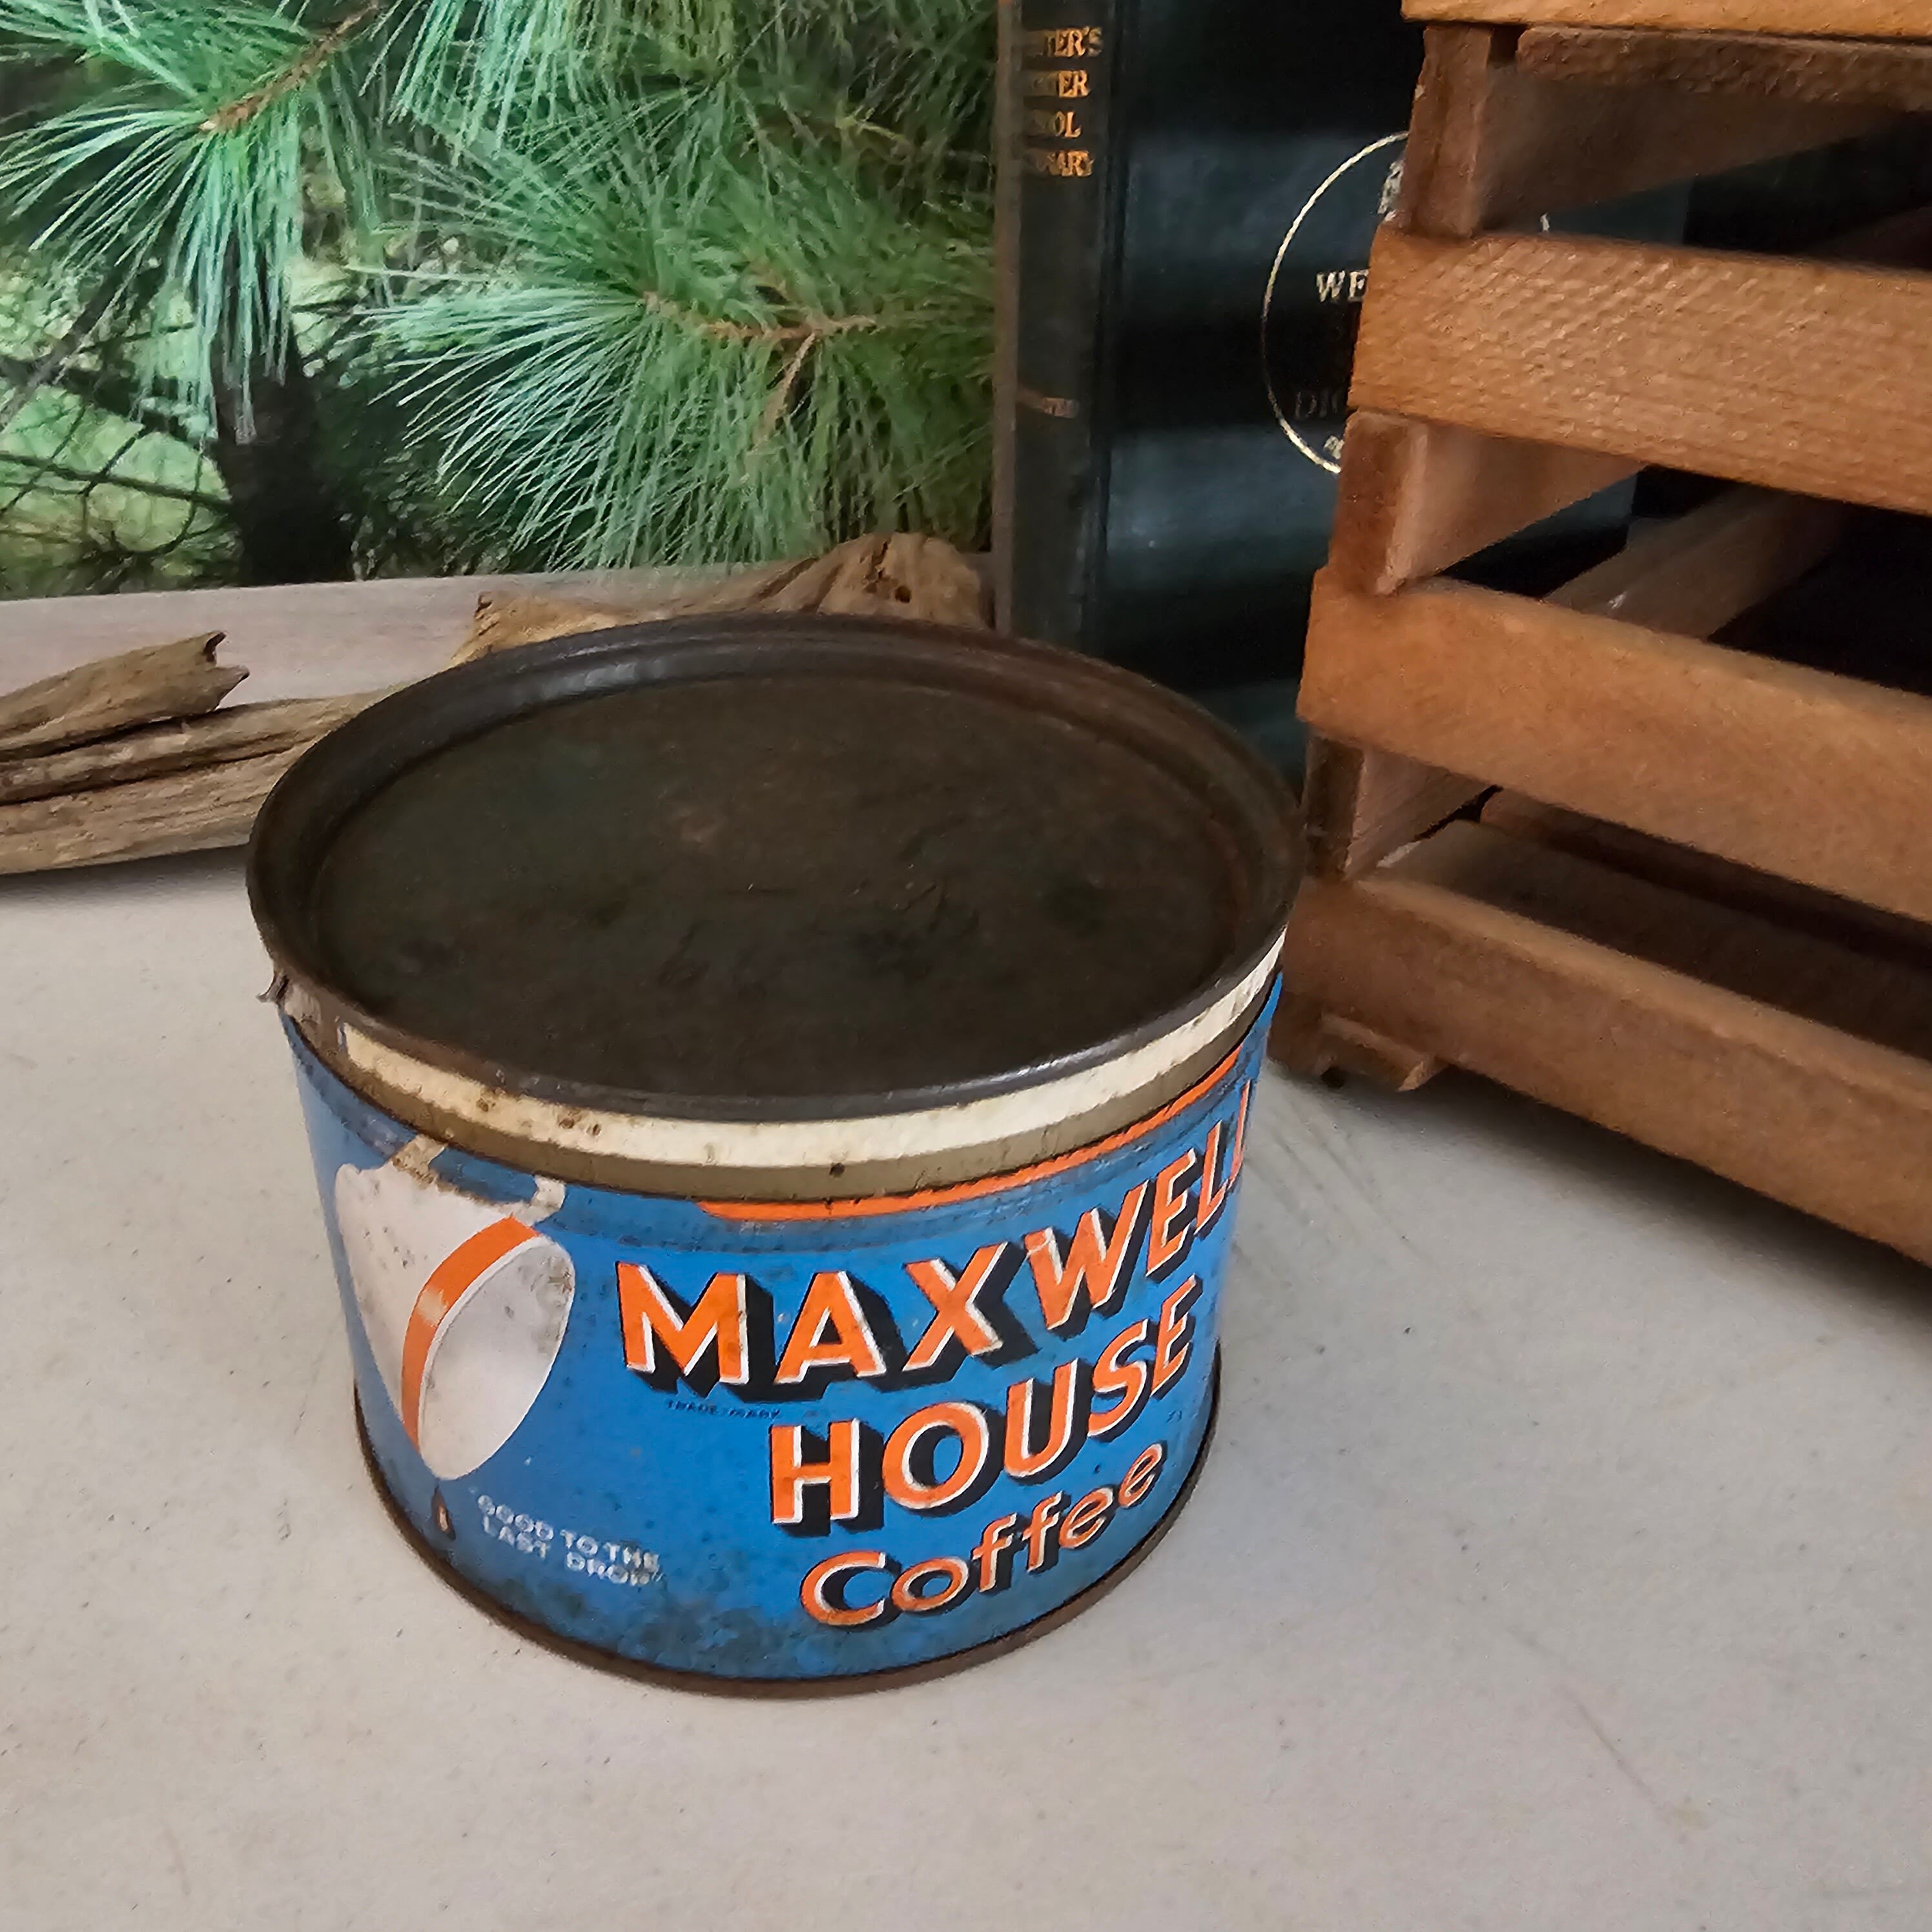 MAXWELL
HOUSE
Coffee
TRADE MARK
GOOD TO THE
LAST DROP"